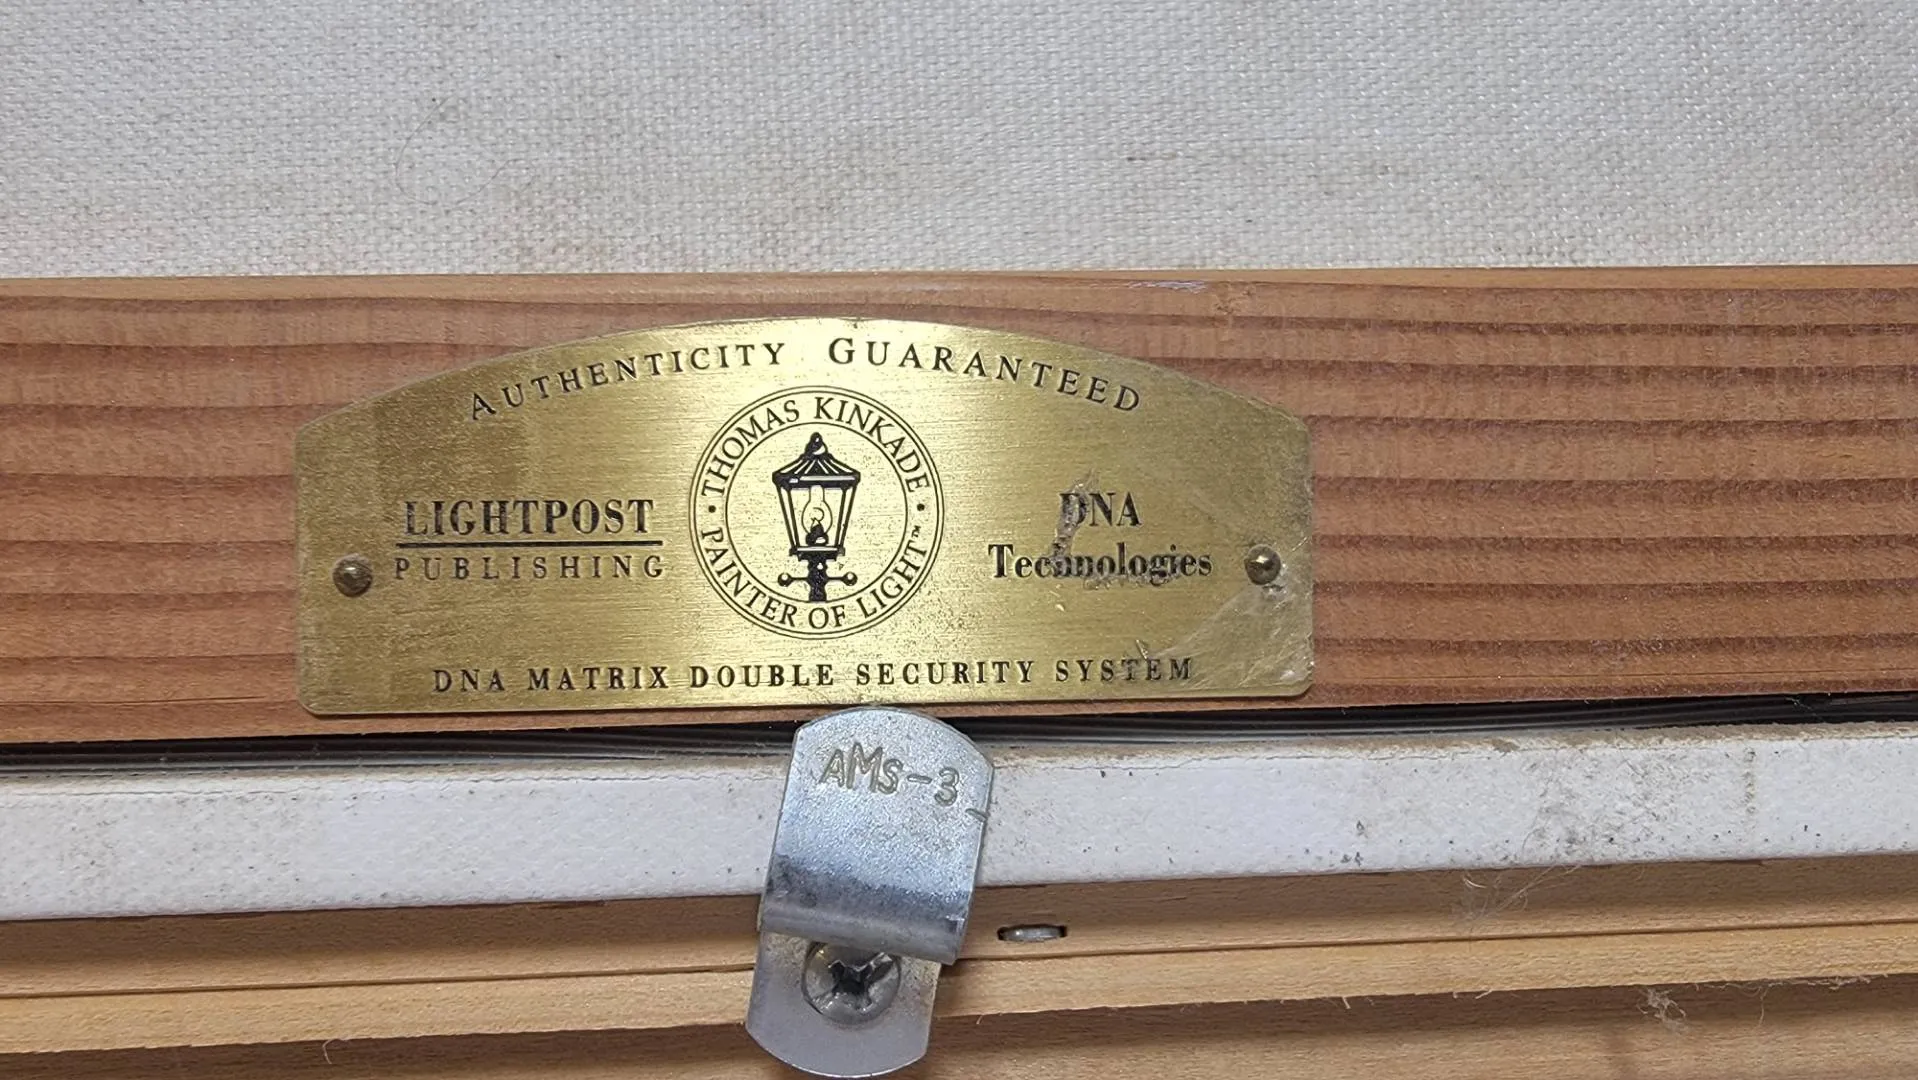 AUTHENTICITY GUARANTEED
THOMAS KINKADE
PAINTER OF LIGHT™
LIGHTPOST
PUBLISHING
DNA
Technologies
DNA MATRIX DOUBLE SECURITY SYSTEM
AMS-3